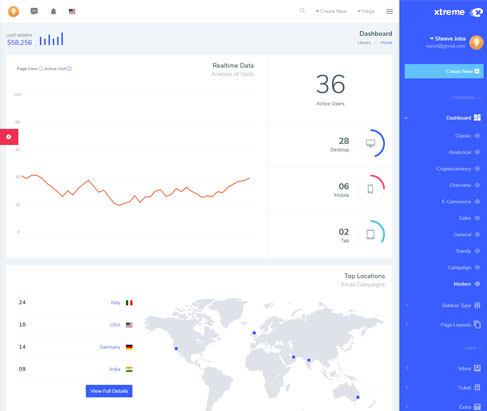 xtreme
Create New
Mega
LAST MONTH
$58,256
Dashboard
Library
Home
Steave Jobs
Create New
PERSONAL
Dashboard
Classic
Analytical
Cryptocurrency
Overview
E-Commerce
Sales
General
Trendy
Campaign
Modern
Sidebar Type
Page Layouts
APPS
Inbox
Ticket
Extra
Realtime Data
Analysis of Visits
Page View
Active Visit
100
80
60
40
20
0
36
Active Users
28
Desktop
06
Mobile
02
Tab
Top Locations
Email Campaigns
24
Italy
18
USA
14
Germany
09
India
View Full Details